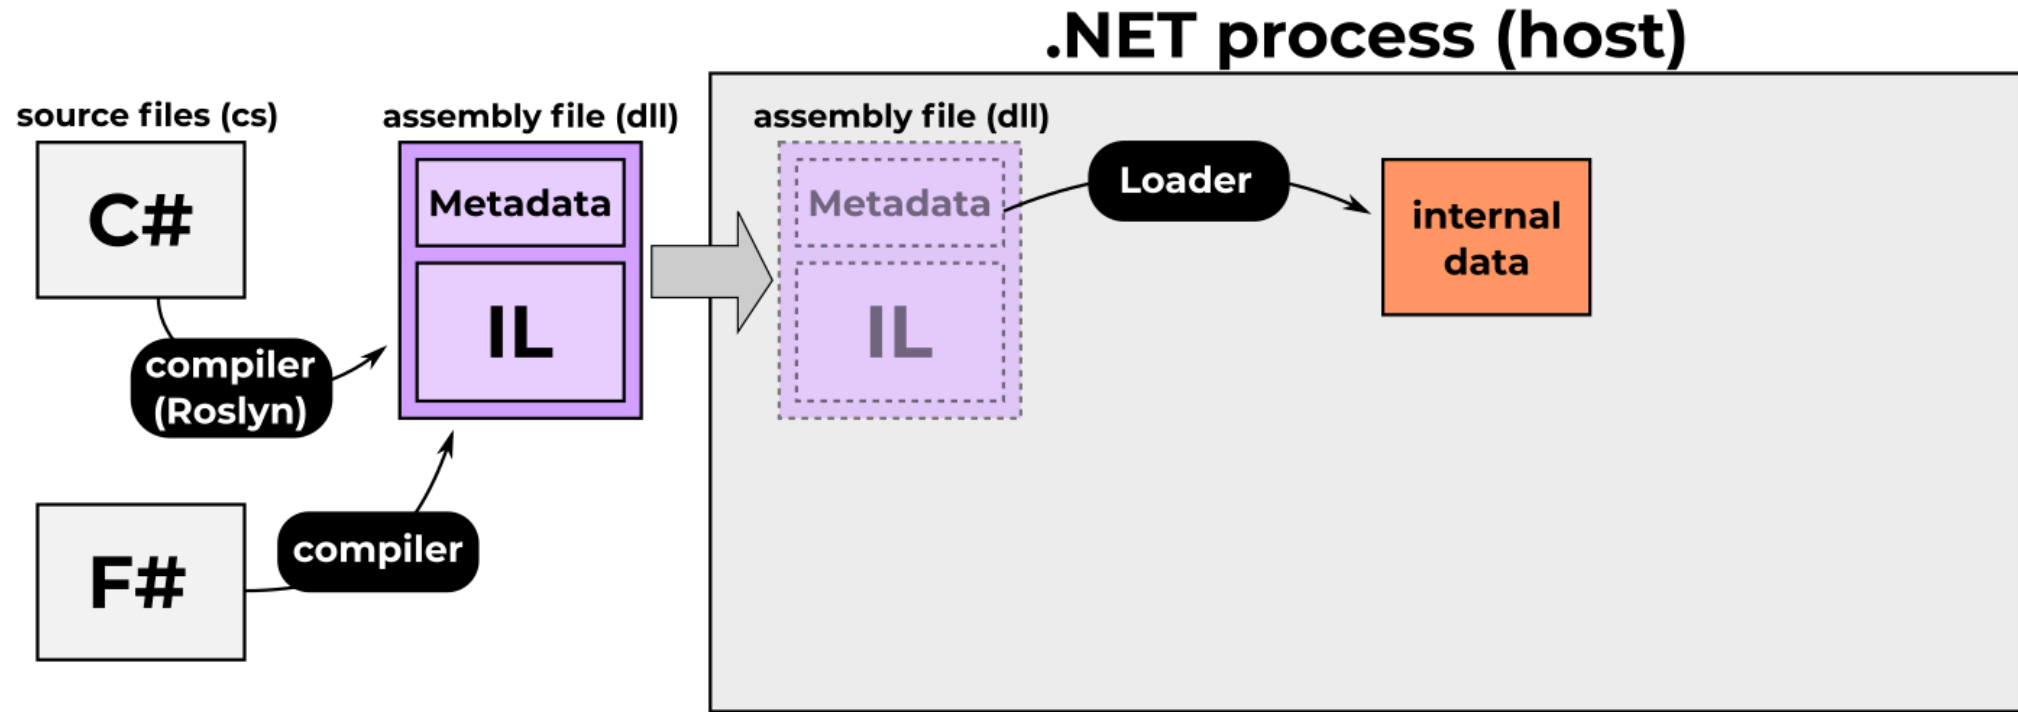 .NET process (host)
source files (cs)
assembly file (dll)
assembly file (dll)
C#
Metadata
Metadata
Loader
internal
data
IL
IL
compiler
(Roslyn)
compiler
F#